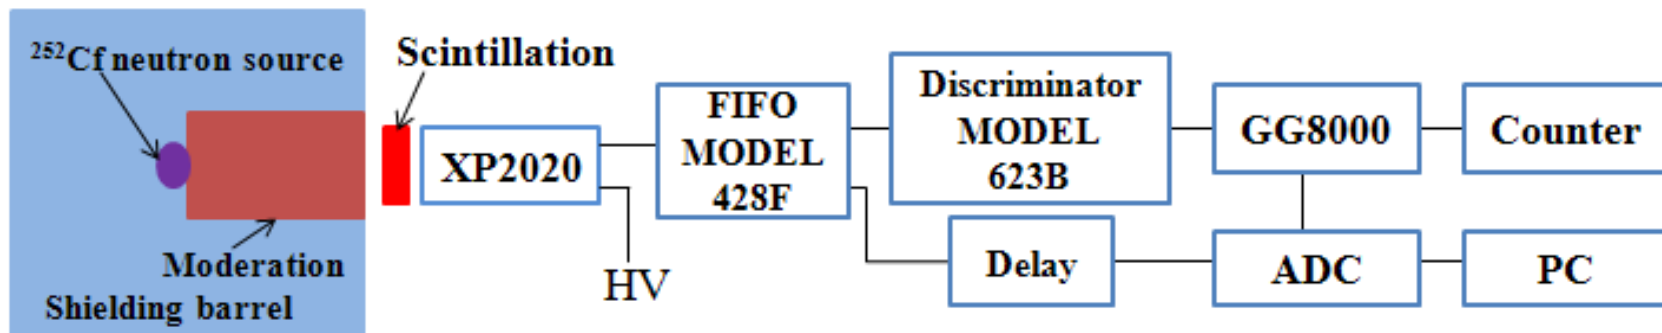 ²⁵²Cf neutron source
Scintillation
Moderation
Shielding barrel
XP2020
HV
FIFO
MODEL
428F
Discriminator
MODEL
623B
Delay
GG8000
ADC
Counter
PC